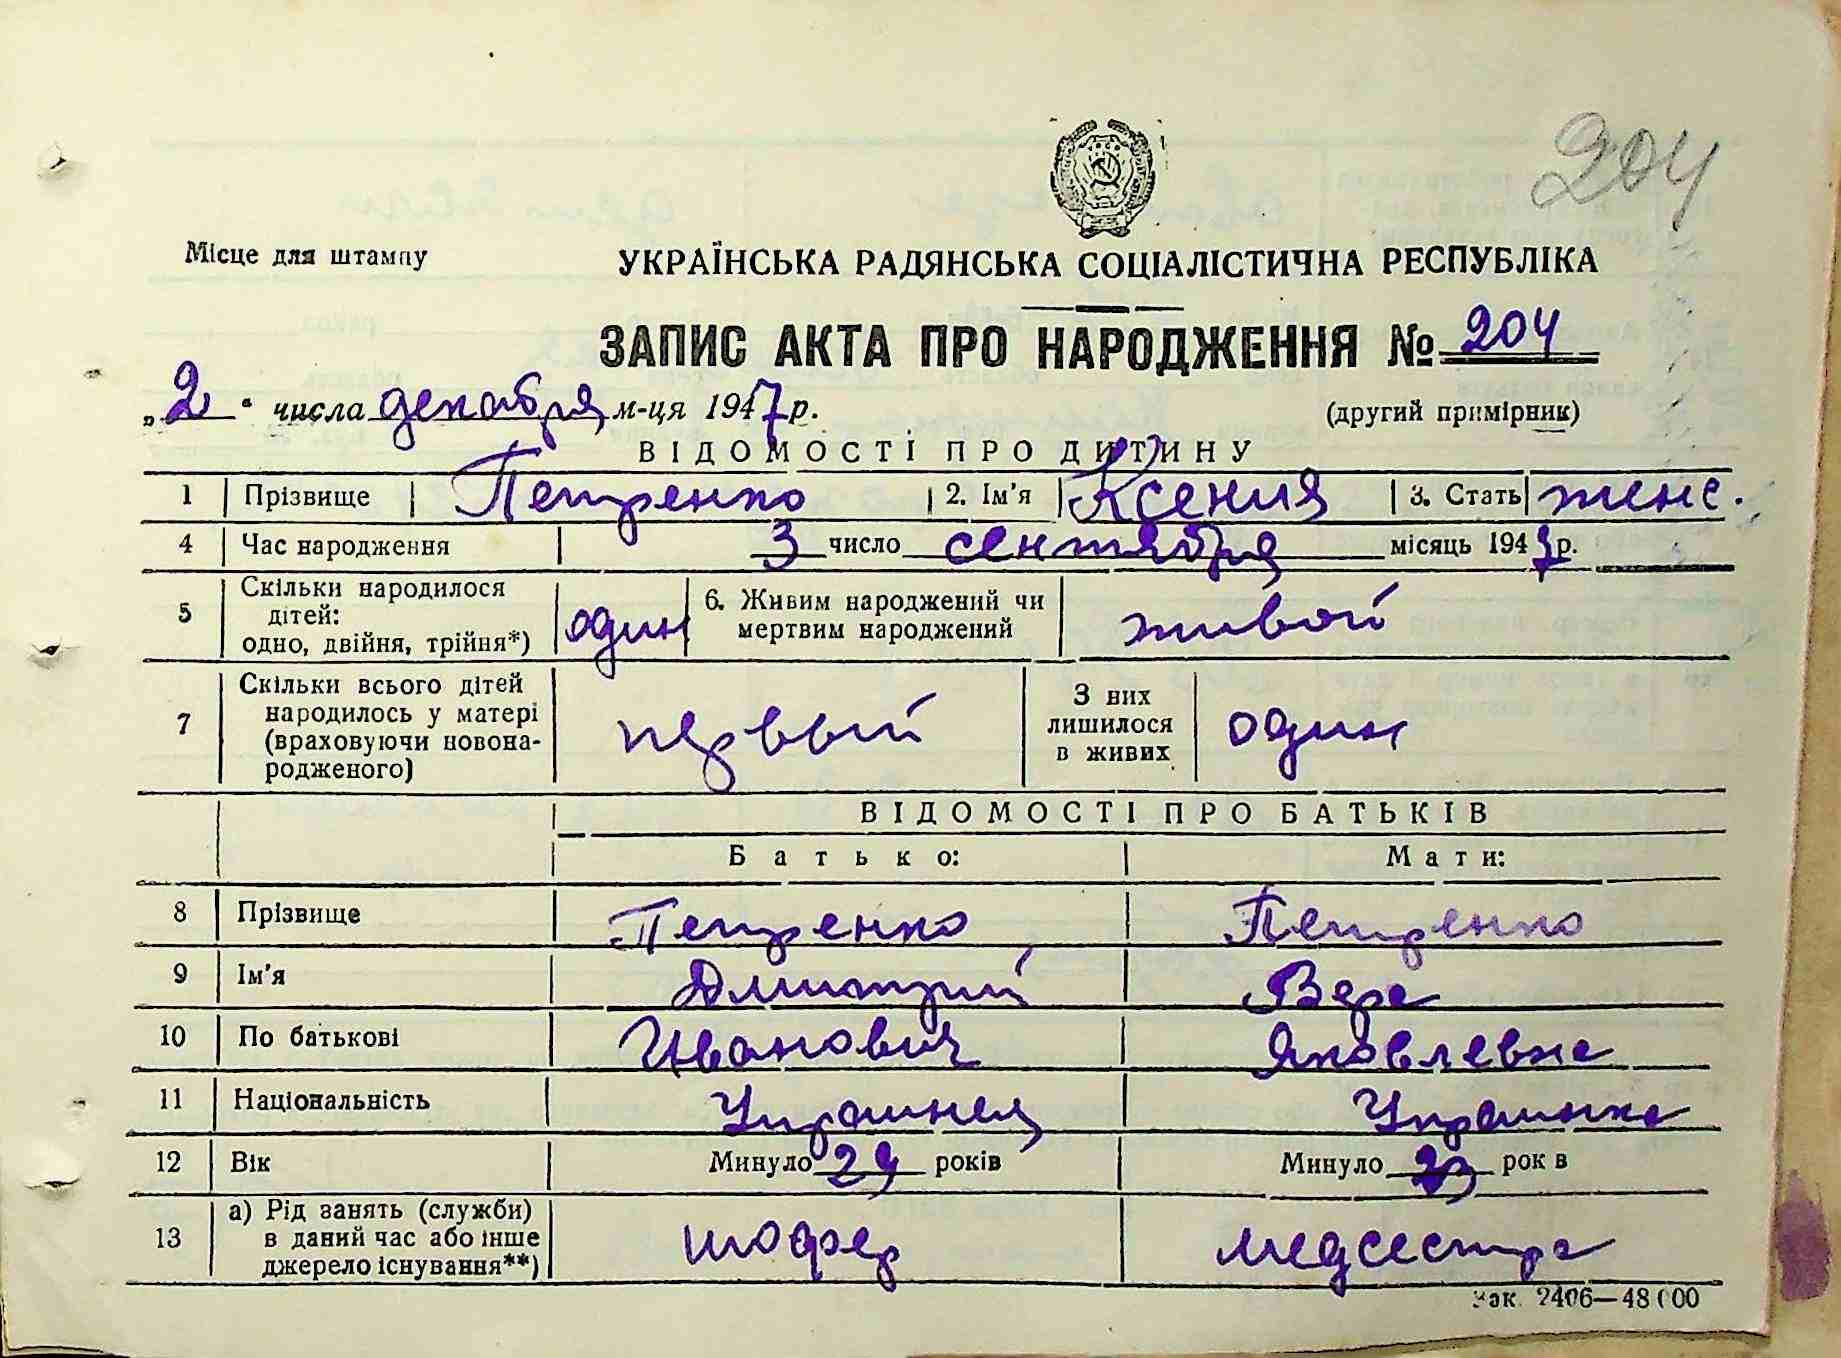 204
Місце для штампу
УКРАЇНСЬКА РАДЯНСЬКА СОЦІАЛІСТИЧНА РЕСПУБЛІКА
ЗАПИС АКТА ПРО НАРОДЖЕННЯ № 204
„2“ числа декабря м-ця 1947 р.
(другий примірник)
ВІДОМОСТІ ПРО ДИТИНУ
1 Прізвище Петренко 2. Ім'я Ксения 3. Стать женс.
4 Час народження 3 число сентября місяць 1947 р.
5 Скільки народилося дітей: одно, двійня, трійня*) один 6. Живим народжений чи мертвим народжений живой
7 Скільки всього дітей народилось у матері (враховуючи новонародженого) первый З них лишилося в живих один
ВІДОМОСТІ ПРО БАТЬКІВ
Батько: Мати:
8 Прізвище Петренко Петренко
9 Ім'я Дмитрий Вера
10 По батькові Иванович Яковлевна
11 Національність Украинец Украинка
12 Вік Минуло 24 років Минуло рок в
13 а) Рід занять (служби) в даний час або інше джерело існування**) шофер медсестра
Зак. 2406—48000